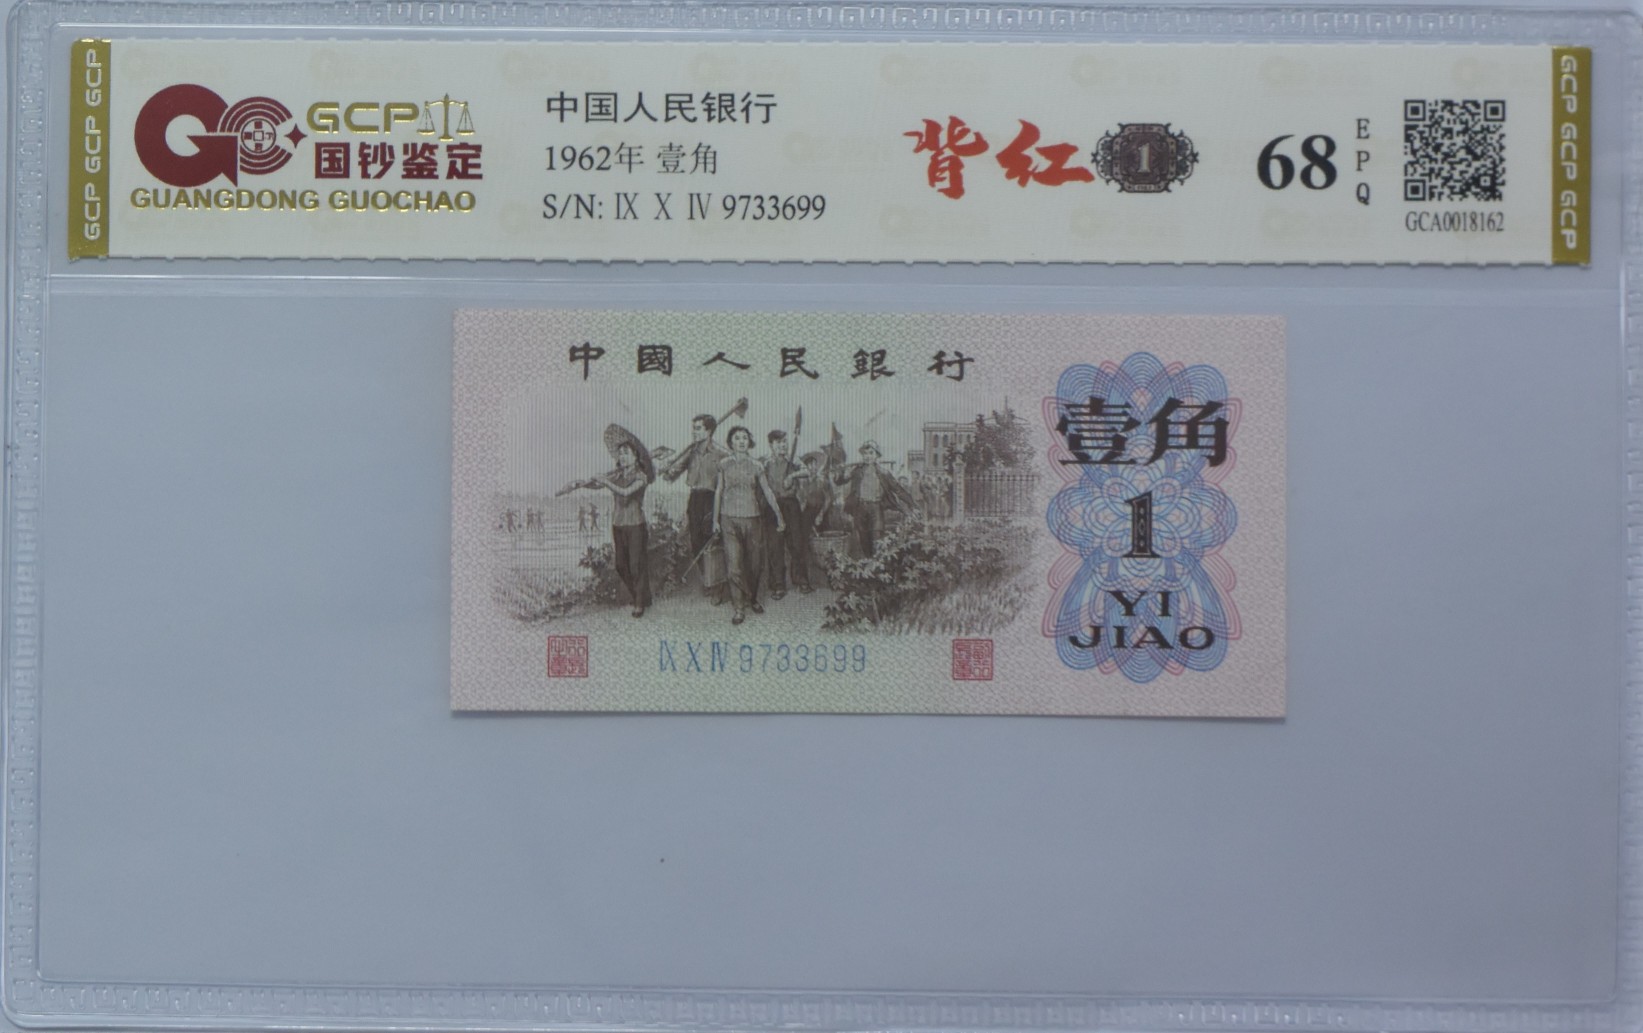 GCP GCP GCP
GCP
国钞鉴定
GUANGDONG GUOCHAO
中国人民银行
1962年 壹角
S/N: Ⅸ Ⅹ Ⅳ 9733699
背红
1
68
EPQ
GCA0018162
GCP GCP GCP
中國人民銀行
壹角
1
YI
JIAO
ⅨⅩⅣ 9733699